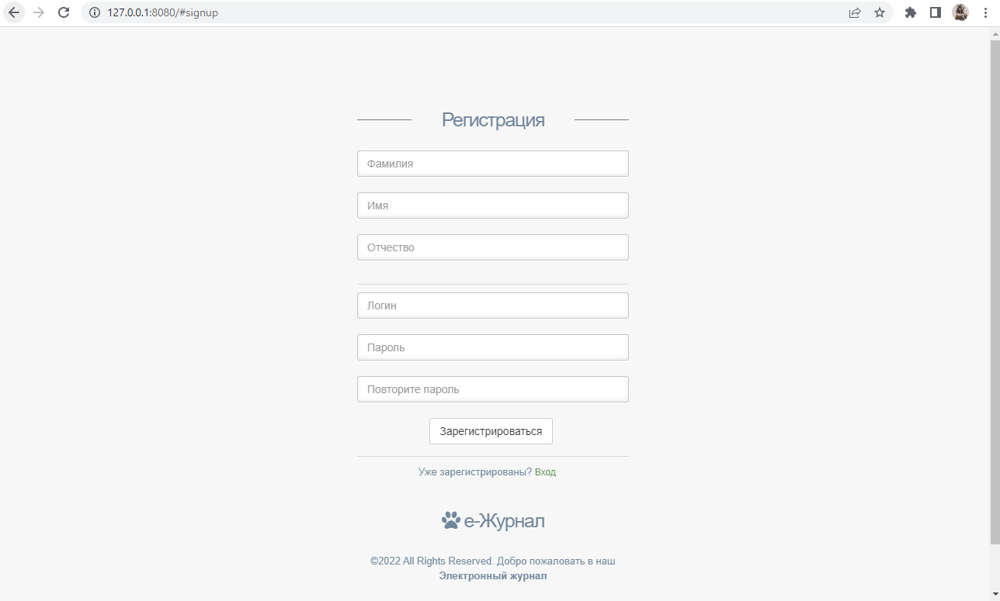 127.0.0.1:8080/#signup
Регистрация
Фамилия
Имя
Отчество
Логин
Пароль
Повторите пароль
Зарегистрироваться
Уже зарегистрированы? Вход
е-Журнал
©2022 All Rights Reserved. Добро пожаловать в наш
Электронный журнал